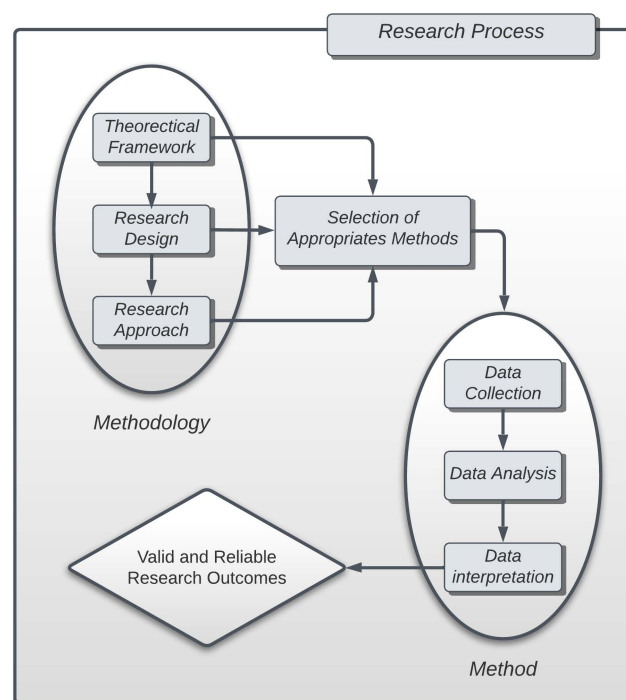 Research Process
Theorectical
Framework
Research
Design
Research
Approach
Methodology
Selection of
Appropriates Methods
Data
Collection
Data Analysis
Data
interpretation
Method
Valid and Reliable
Research Outcomes